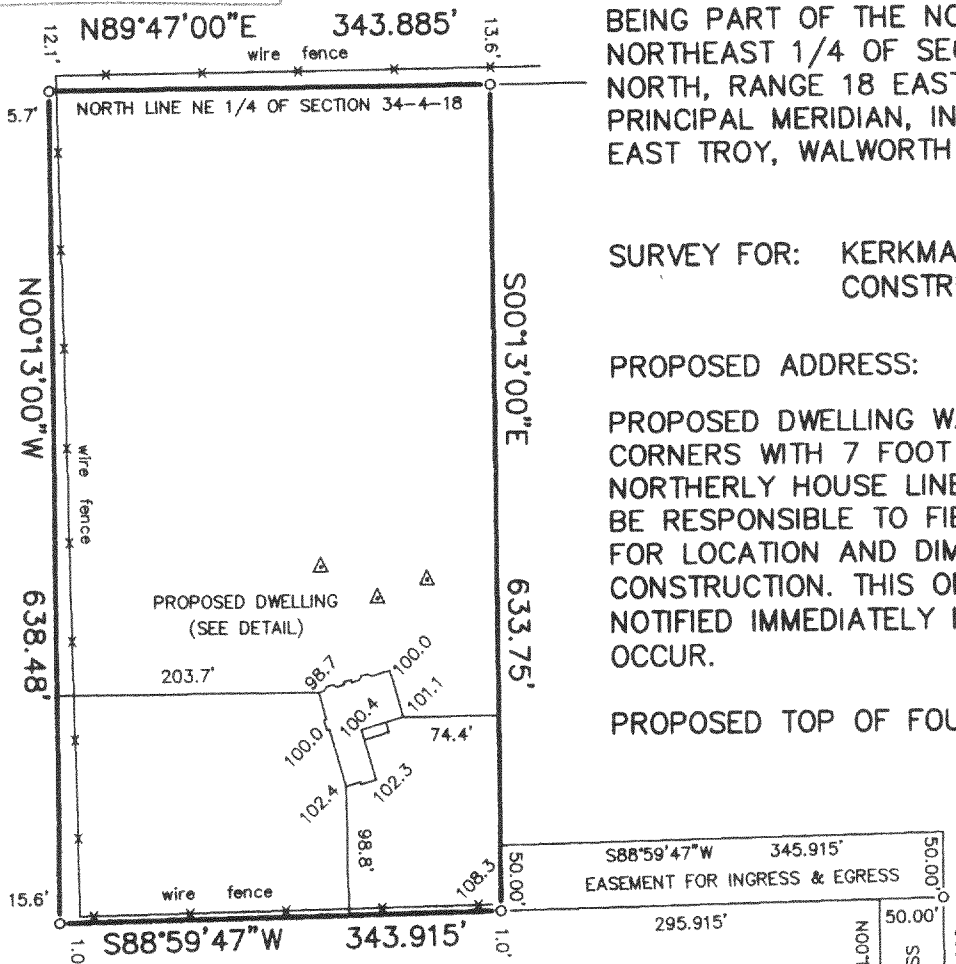 N89°47'00"E 343.885'
12.1'
wire fence
13.6'
5.7'
NORTH LINE NE 1/4 OF SECTION 34-4-18
N00°13'00"W 638.48'
wire fence
S00°13'00"E 633.75'
PROPOSED DWELLING
(SEE DETAIL)
203.7'
98.7
100.0
101.1
100.4
100.0
74.4'
102.4
102.3
98.8'
108.3
15.6'
wire fence
1.0
S88°59'47"W 343.915'
1.0'
50.00'
S88°59'47"W 345.915'
EASEMENT FOR INGRESS & EGRESS
50.00'
295.915'
50.00'
BEING PART OF THE NO
NORTHEAST 1/4 OF SEC
NORTH, RANGE 18 EAST
PRINCIPAL MERIDIAN, IN
EAST TROY, WALWORTH
SURVEY FOR: KERKMA
CONSTR
PROPOSED ADDRESS:
PROPOSED DWELLING WA
CORNERS WITH 7 FOOT
NORTHERLY HOUSE LINE
BE RESPONSIBLE TO FIE
FOR LOCATION AND DIM
CONSTRUCTION. THIS OF
NOTIFIED IMMEDIATELY I
OCCUR.
PROPOSED TOP OF FOU